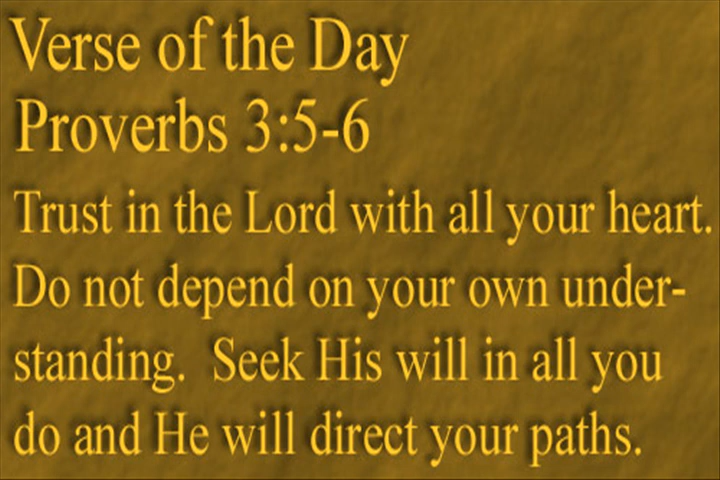 Verse of the Day
Proverbs 3:5-6
Trust in the Lord with all your heart.
Do not depend on your own under-
standing.  Seek His will in all you
do and He will direct your paths.